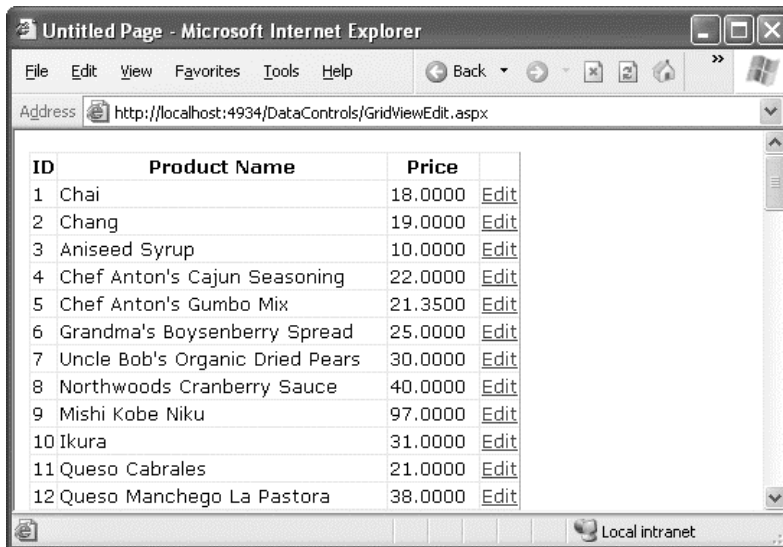 Untitled Page - Microsoft Internet Explorer
File Edit View Favorites Tools Help Back »
Address http://localhost:4934/DataControls/GridViewEdit.aspx
ID Product Name Price
1 Chai 18.0000 Edit
2 Chang 19.0000 Edit
3 Aniseed Syrup 10.0000 Edit
4 Chef Anton's Cajun Seasoning 22.0000 Edit
5 Chef Anton's Gumbo Mix 21.3500 Edit
6 Grandma's Boysenberry Spread 25.0000 Edit
7 Uncle Bob's Organic Dried Pears 30.0000 Edit
8 Northwoods Cranberry Sauce 40.0000 Edit
9 Mishi Kobe Niku 97.0000 Edit
10 Ikura 31.0000 Edit
11 Queso Cabrales 21.0000 Edit
12 Queso Manchego La Pastora 38.0000 Edit
Local intranet